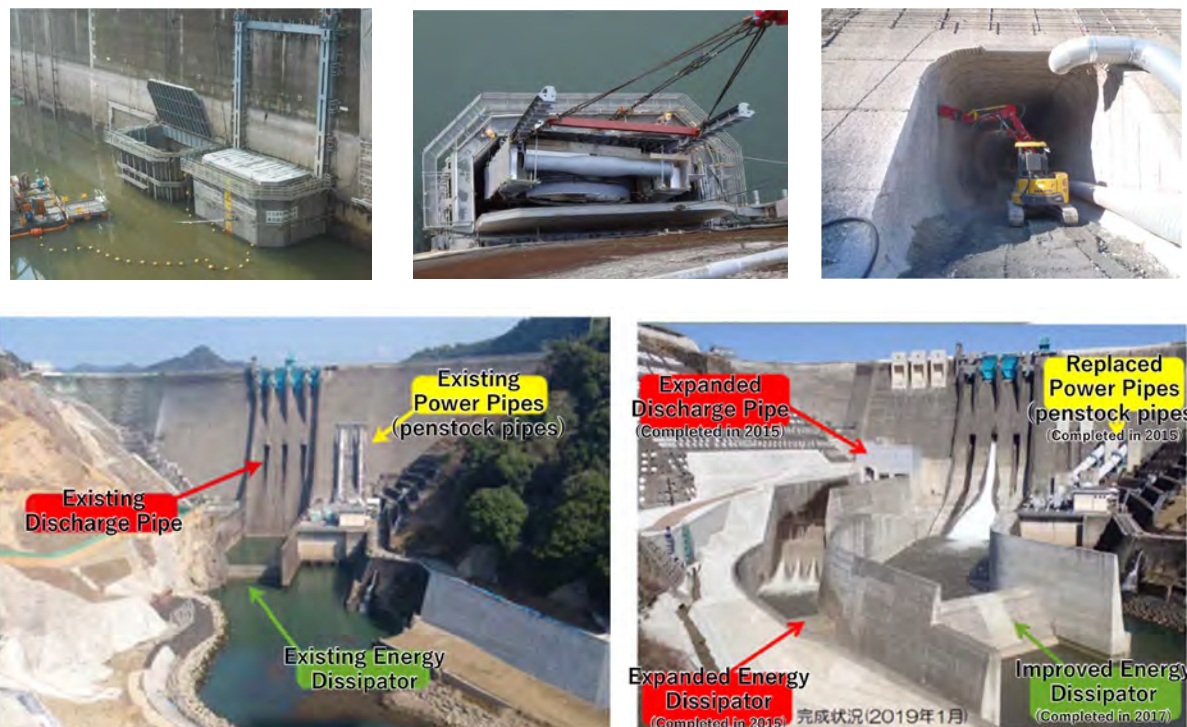 Existing
Power Pipes
(penstock pipes)
Existing
Discharge Pipe
Existing Energy
Dissipator
Expanded
Discharge Pipe
(Completed in 2015)
Replaced
Power Pipes
(penstock pipes)
(Completed in 2015)
Expanded Energy
Dissipator
(Completed in 2015)
完成状況(2019年1月)
Improved Energy
Dissipator
(Completed in 2017)